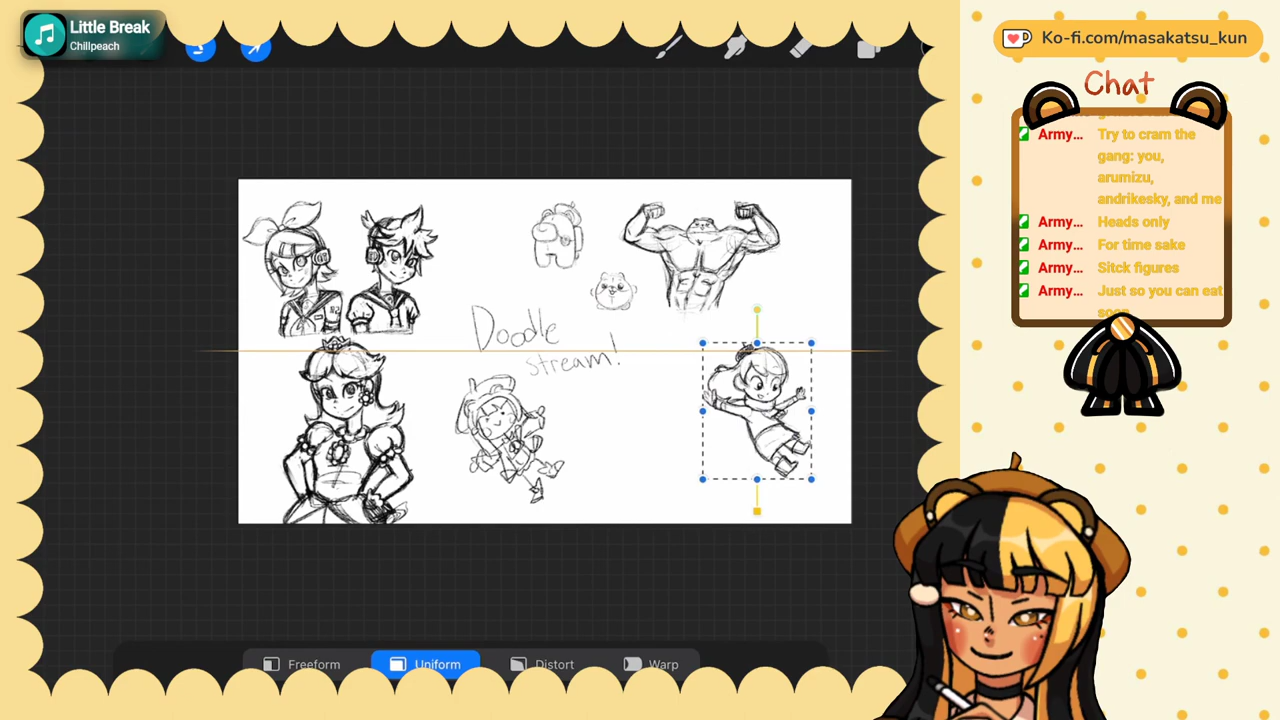 Little Break
Chillpeach
Ko-fi.com/masakatsu_kun
Chat
Army... Try to cram the
gang: you,
arumizu,
andrikesky, and me
Army... Heads only
Army... For time sake
Army... Sitck figures
Army... Just so you can eat
soon
Doodle
stream!
Freeform
Uniform
Distort
Warp